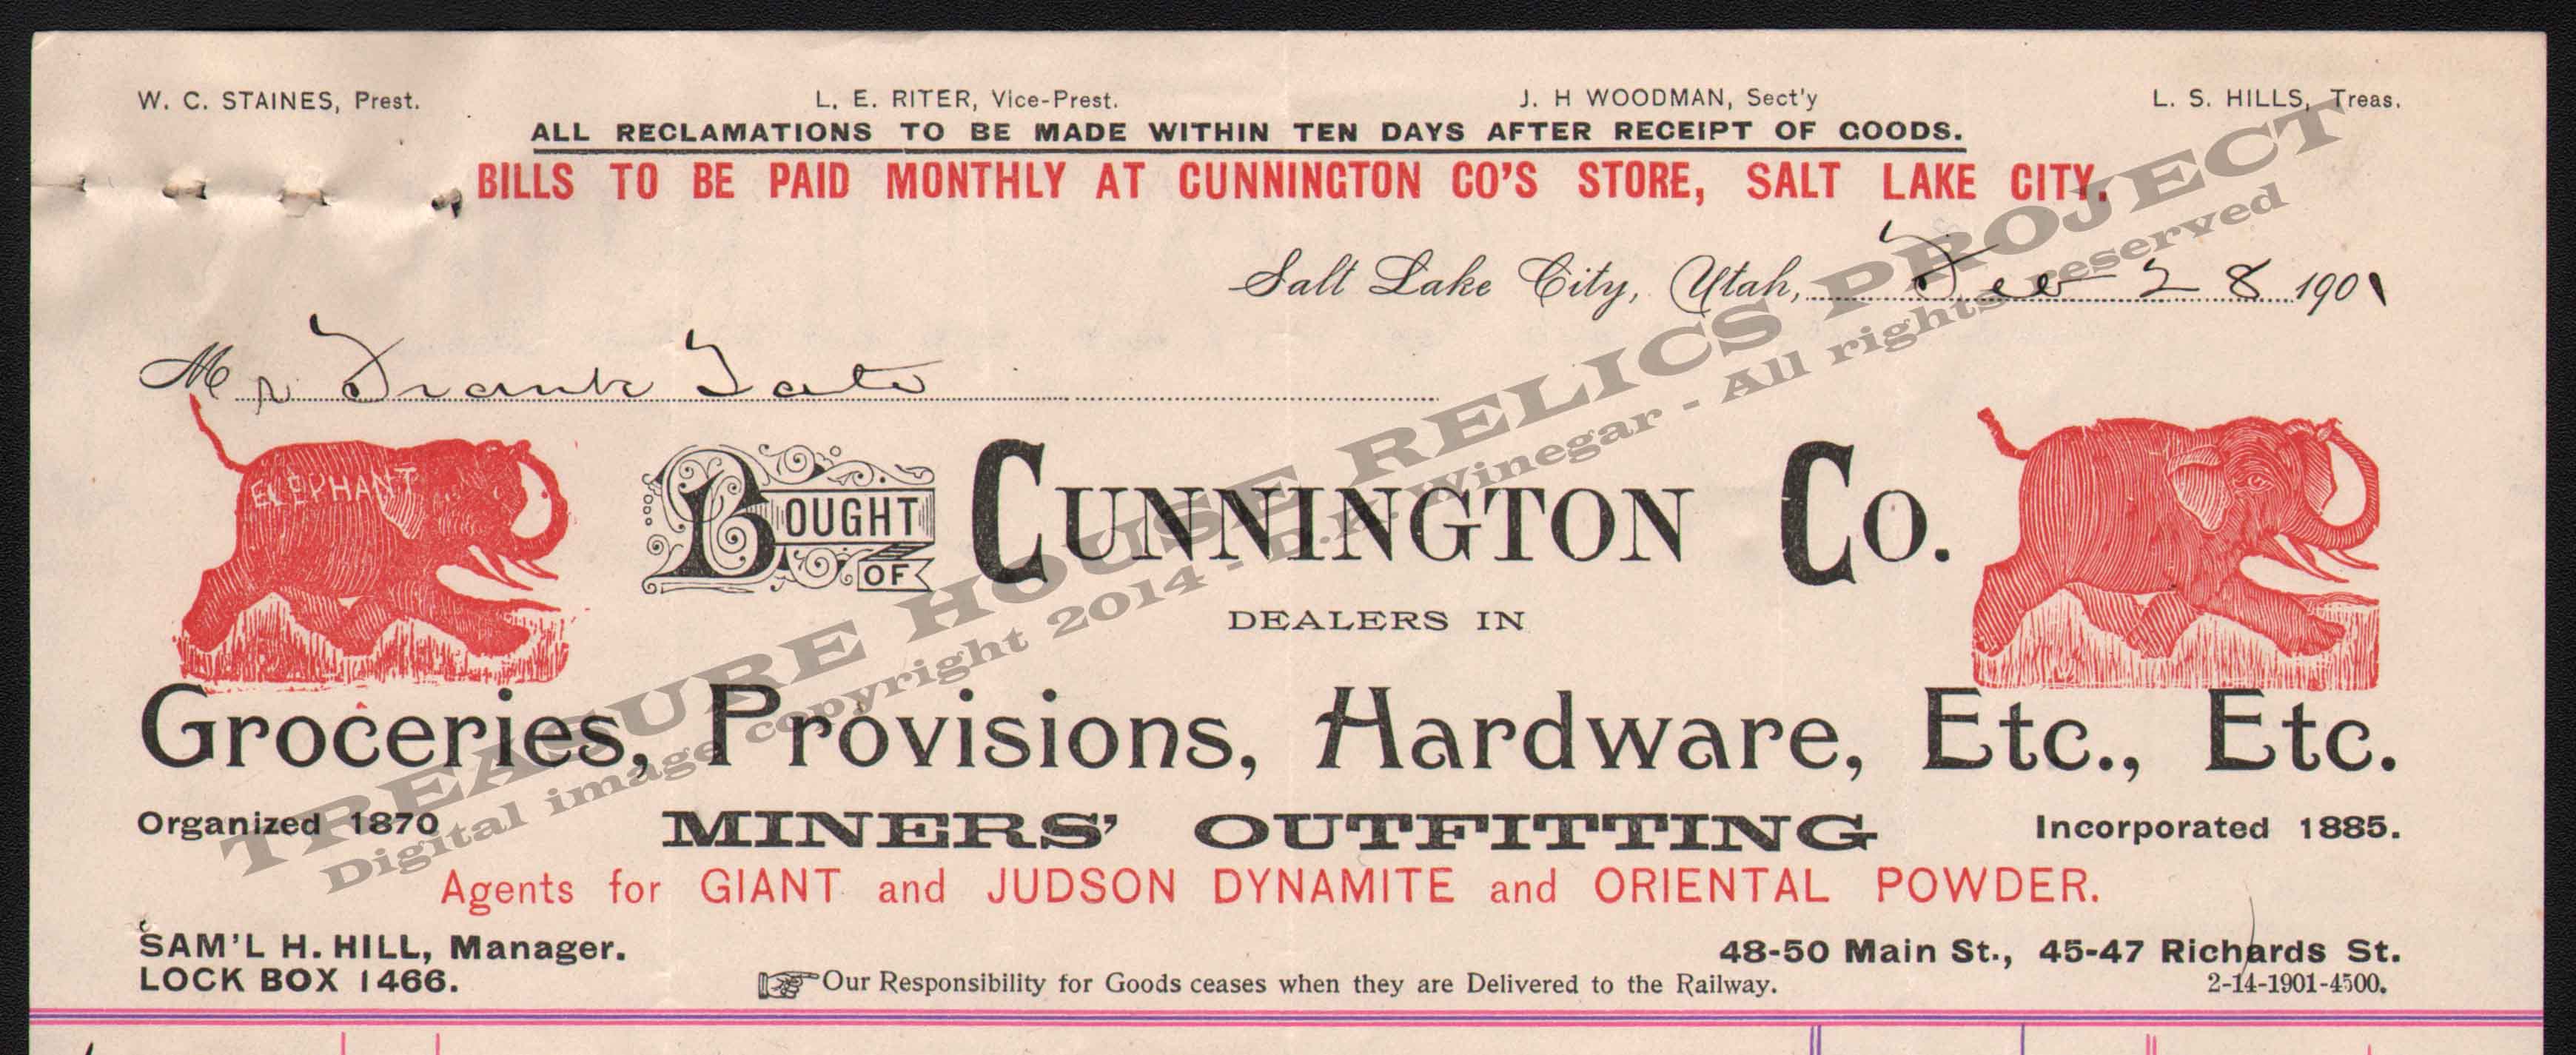 W. C. STAINES, Prest. L. E. RITER, Vice-Prest. J. H WOODMAN, Sect'y L. S. HILLS, Treas.
ALL RECLAMATIONS TO BE MADE WITHIN TEN DAYS AFTER RECEIPT OF GOODS.
BILLS TO BE PAID MONTHLY AT CUNNINGTON CO'S STORE, SALT LAKE CITY.
Salt Lake City, Utah, Feb 28 1901
Mr Frank Tate
ELEPHANT
BOUGHT OF CUNNINGTON CO.
DEALERS IN
Groceries, Provisions, Hardware, Etc., Etc.
Organized 1870 MINERS' OUTFITTING Incorporated 1885.
Agents for GIANT and JUDSON DYNAMITE and ORIENTAL POWDER.
SAM'L H. HILL, Manager. 48-50 Main St., 45-47 Richards St.
LOCK BOX 1466. Our Responsibility for Goods ceases when they are Delivered to the Railway. 2-14-1901-4500.
TREASURE HOUSE RELICS PROJECT
Digital image copyright 2014 - D.K. Winegar - All rights reserved